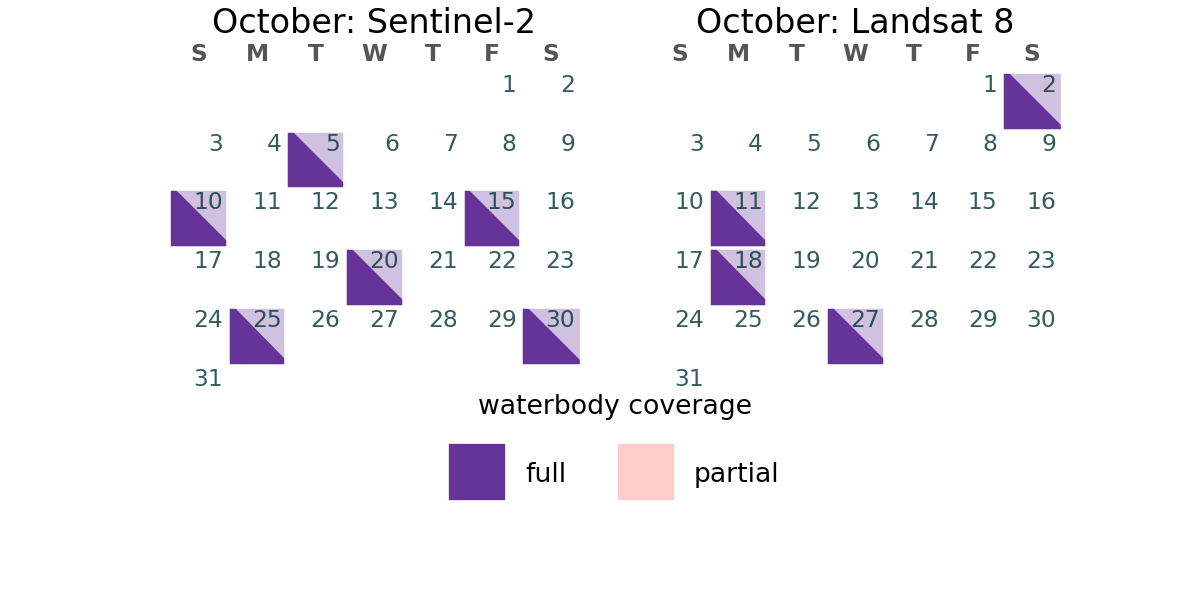 October: Sentinel-2
S M T W T F S
1 2
3 4 5 6 7 8 9
10 11 12 13 14 15 16
17 18 19 20 21 22 23
24 25 26 27 28 29 30
31
October: Landsat 8
S M T W T F S
1 2
3 4 5 6 7 8 9
10 11 12 13 14 15 16
17 18 19 20 21 22 23
24 25 26 27 28 29 30
31
waterbody coverage
full partial